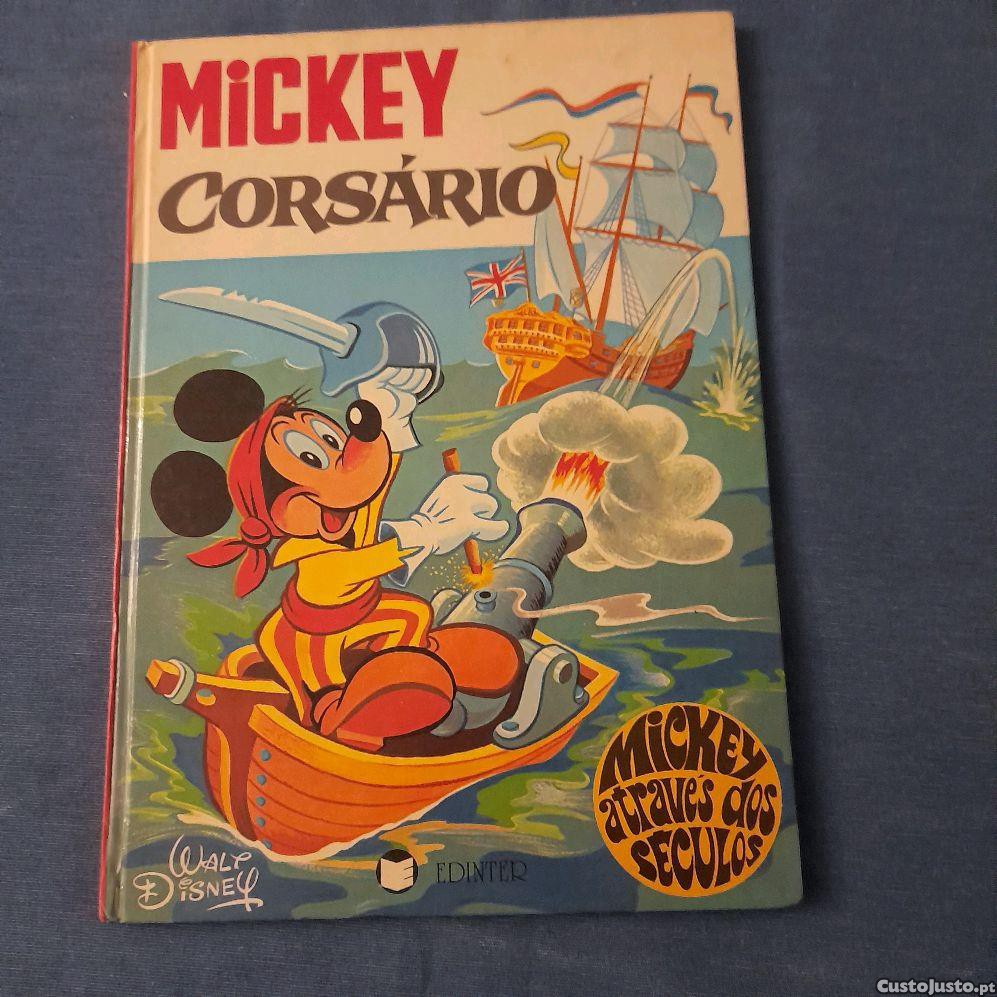 MiCKEY
CORSÁRIO
MiCKEY
através dos
SECULOS
WALT
DISNEY
EDINTER
CustoJusto.pt